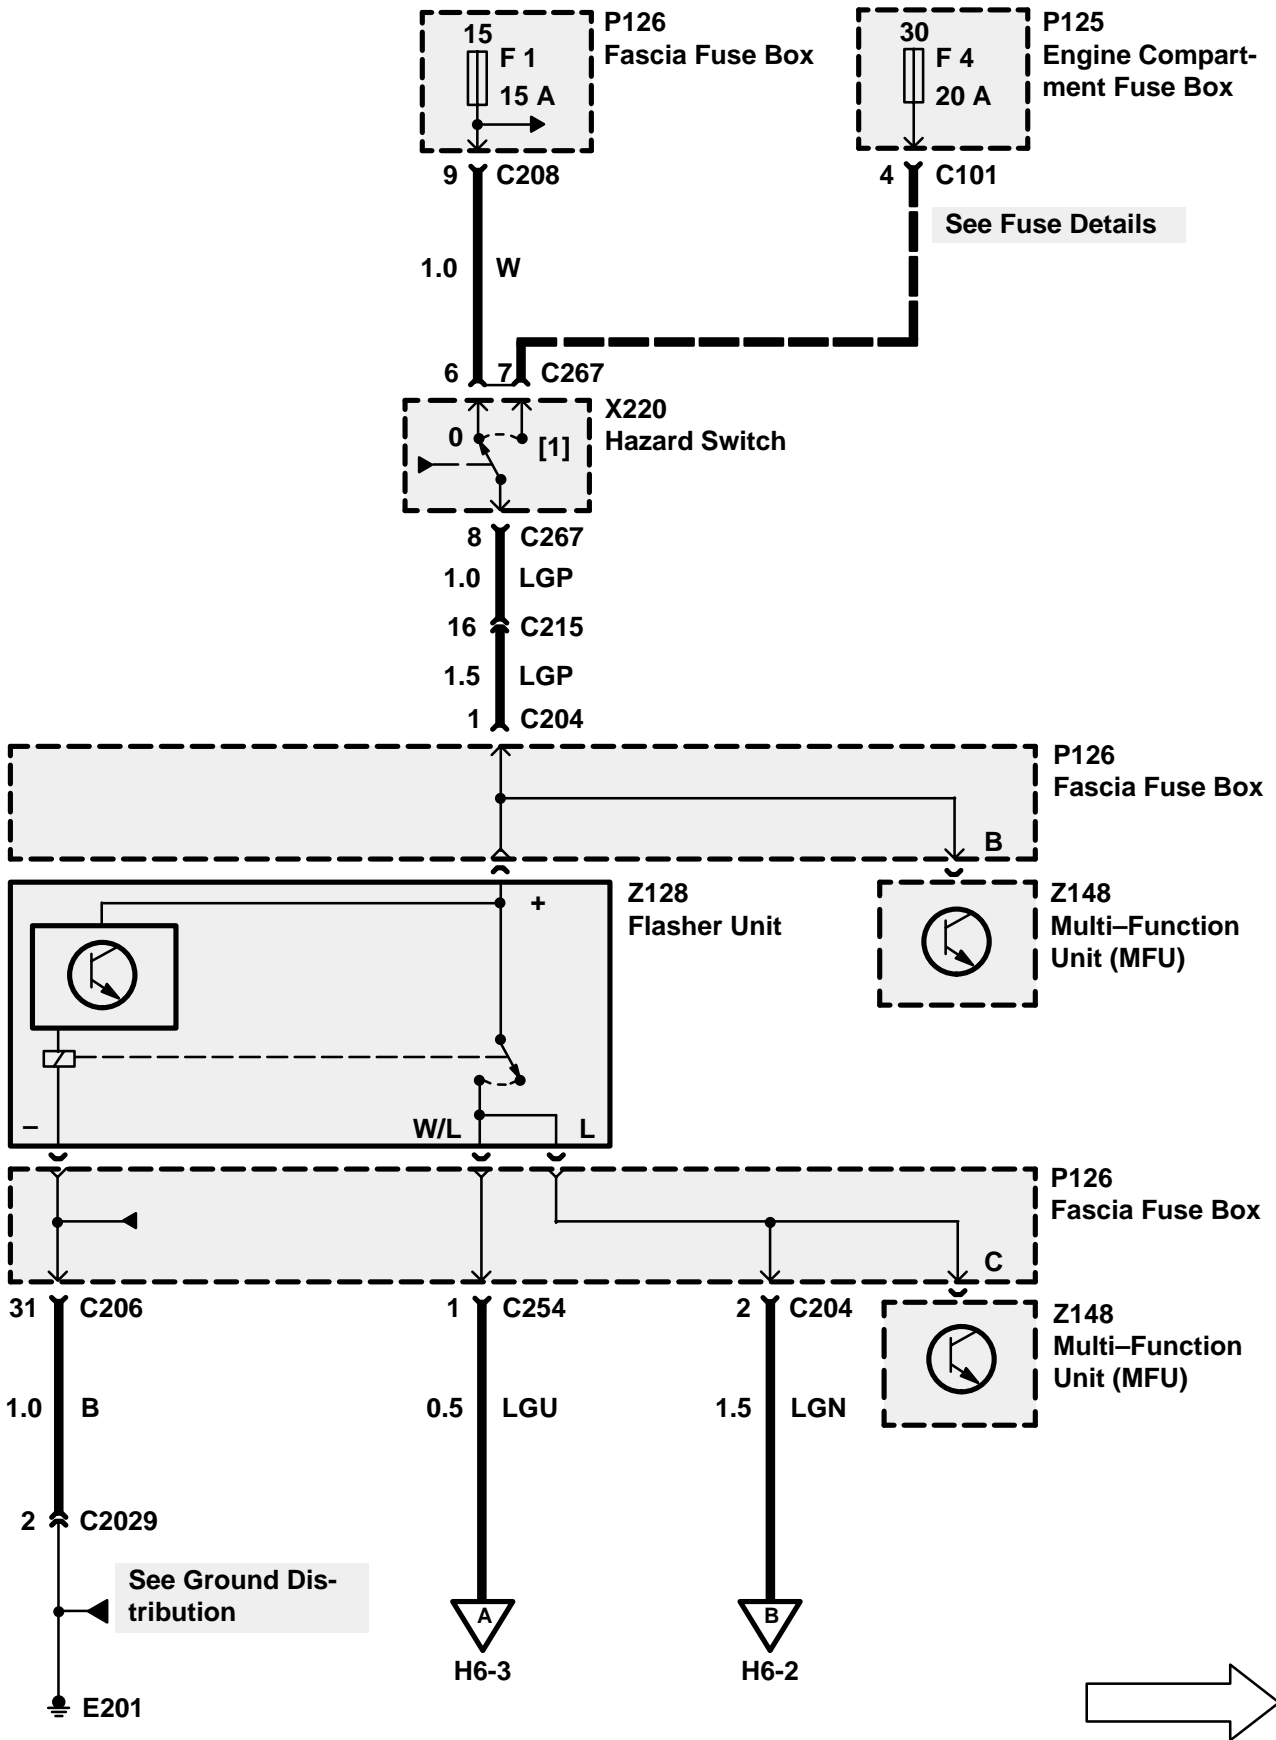 15
F 1
15 A
P126
Fascia Fuse Box
30
F 4
20 A
P125
Engine Compart-
ment Fuse Box
9 C208
4 C101
See Fuse Details
1.0 W
6 7 C267
0 [1]
X220
Hazard Switch
8 C267
1.0 LGP
16 C215
1.5 LGP
1 C204
P126
Fascia Fuse Box
B
+
Z128
Flasher Unit
Z148
Multi–Function
Unit (MFU)
– W/L L
P126
Fascia Fuse Box
C
31 C206
1 C254
2 C204
Z148
Multi–Function
Unit (MFU)
1.0 B
0.5 LGU
1.5 LGN
2 C2029
See Ground Dis-
tribution
A
B
H6-3
H6-2
E201